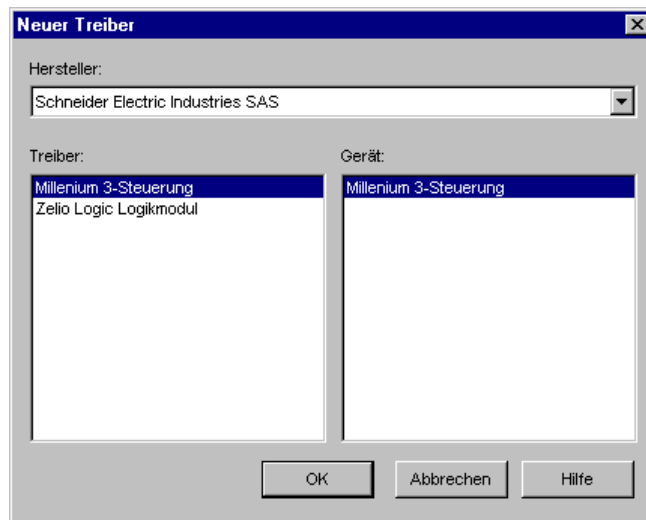 Neuer Treiber
Hersteller:
Schneider Electric Industries SAS
Treiber:
Gerät:
Millenium 3-Steuerung
Millenium 3-Steuerung
Zelio Logic Logikmodul
OK
Abbrechen
Hilfe